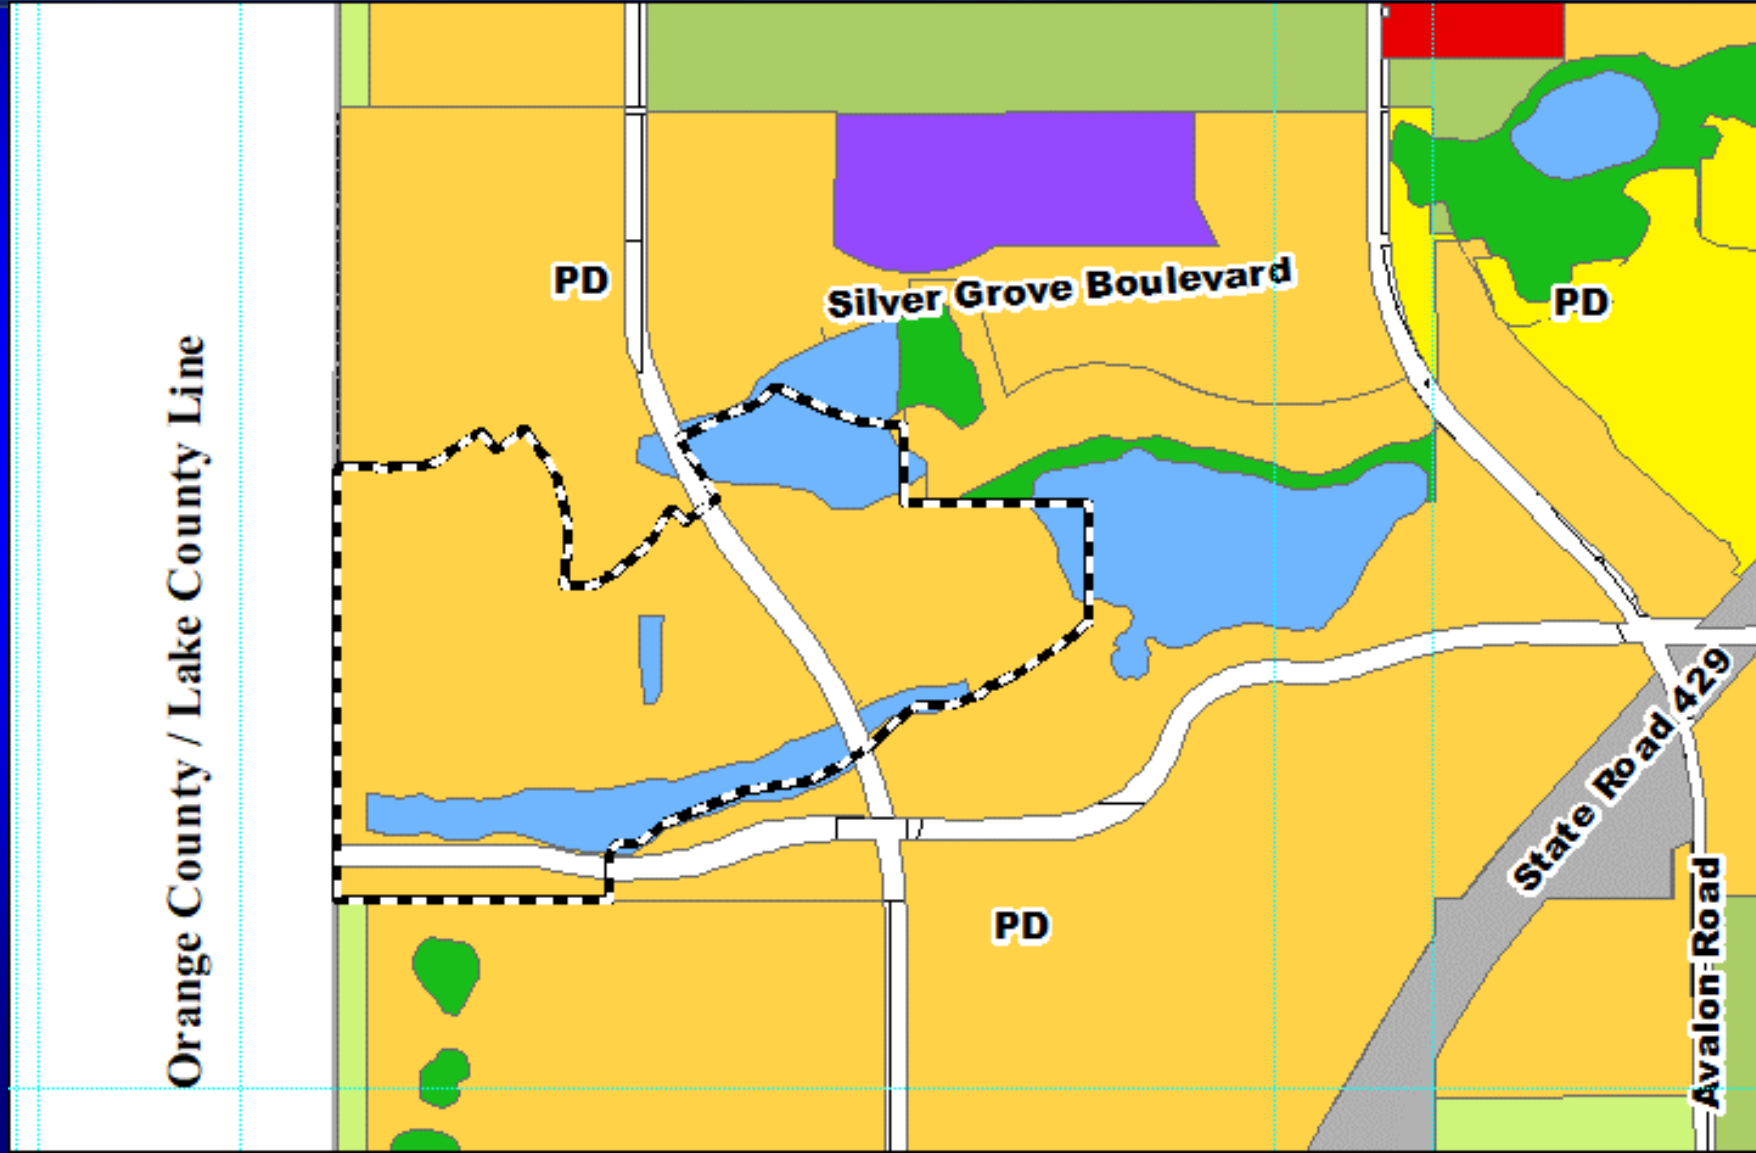 PD
Silver Grove Boulevard
PD
Orange County / Lake County Line
State Road 429
PD
Avalon Road